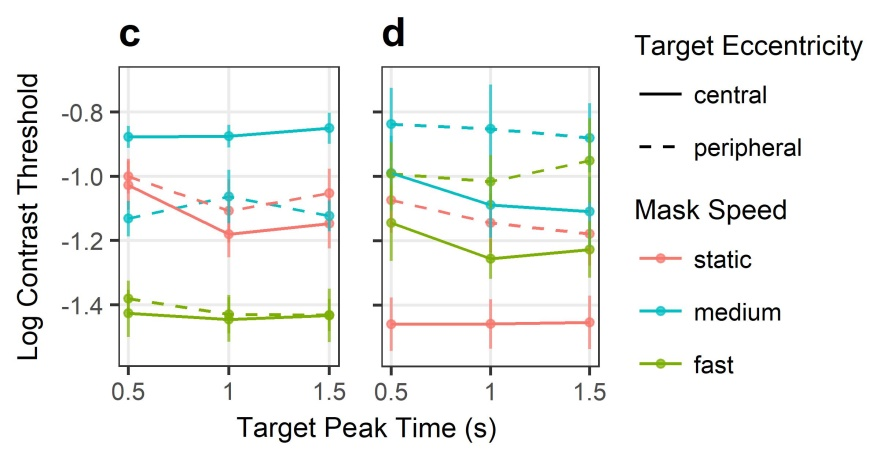 c
d
Log Contrast Threshold
-0.8
-1.0
-1.2
-1.4
0.5 1 1.5
0.5 1 1.5
Target Peak Time (s)
Target Eccentricity
central
peripheral
Mask Speed
static
medium
fast